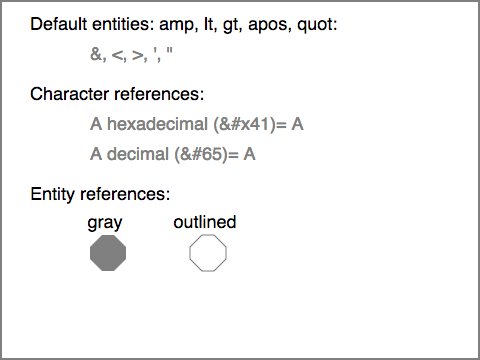 Default entities: amp, lt, gt, apos, quot:
&, <, >, ', "
Character references:
A hexadecimal (&#x41)= A
A decimal (&#65)= A
Entity references:
gray outlined